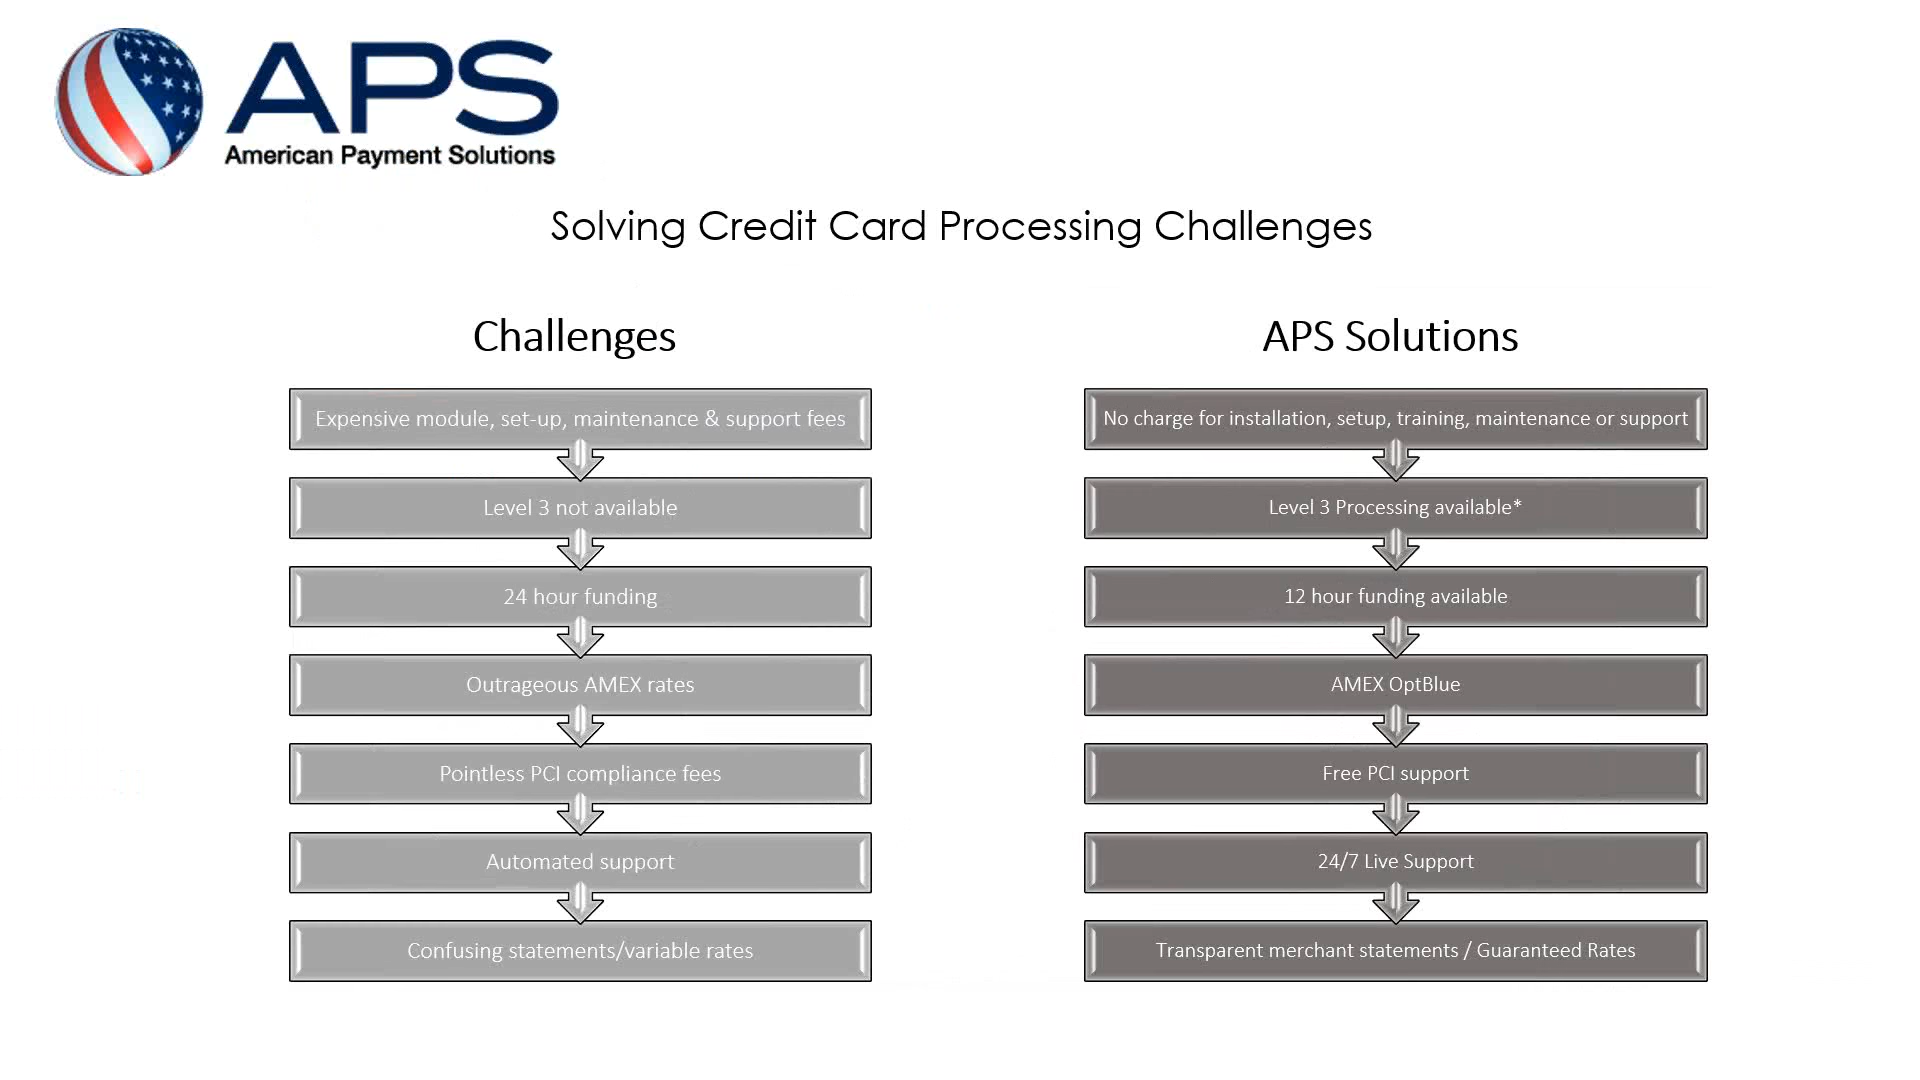 APS
American Payment Solutions
Solving Credit Card Processing Challenges
Challenges
Expensive module, set-up, maintenance & support fees
Level 3 not available
24 hour funding
Outrageous AMEX rates
Pointless PCI compliance fees
Automated support
Confusing statements/variable rates
APS Solutions
No charge for installation, setup, training, maintenance or support
Level 3 Processing available*
12 hour funding available
AMEX OptBlue
Free PCI support
24/7 Live Support
Transparent merchant statements / Guaranteed Rates